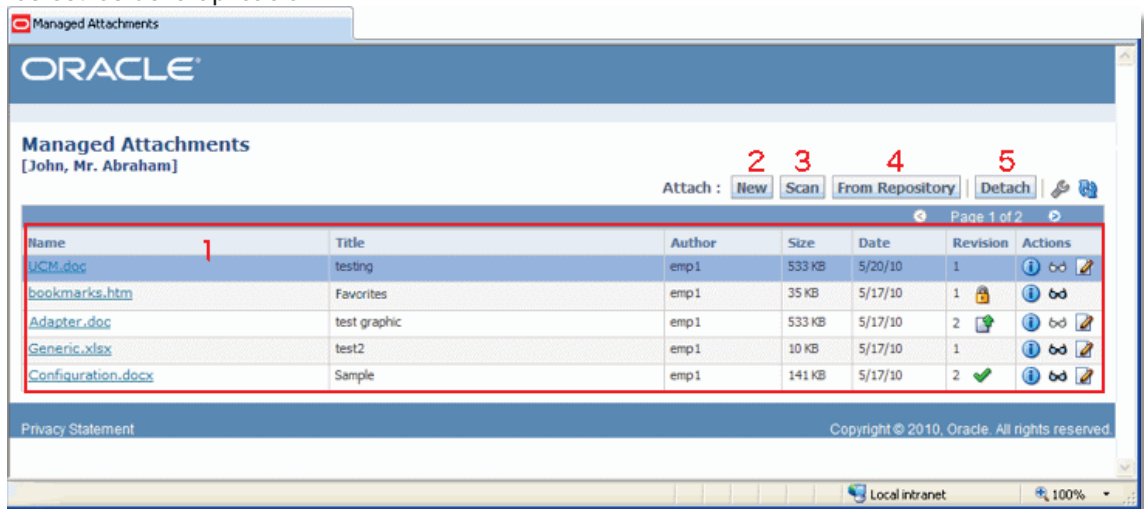 Managed Attachments
ORACLE®
Managed Attachments
[John, Mr. Abraham]
2 3 4 5
Attach : New Scan From Repository Detach
Page 1 of 2
Name Title Author Size Date Revision Actions
1
UCM.doc testing emp1 533 KB 5/20/10 1
bookmarks.htm Favorites emp1 35 KB 5/17/10 1
Adapter.doc test graphic emp1 533 KB 5/17/10 2
Generic.xlsx test2 emp1 10 KB 5/17/10 1
Configuration.docx Sample emp1 141 KB 5/17/10 2
Privacy Statement Copyright © 2010, Oracle. All rights reserved.
Local intranet 100%